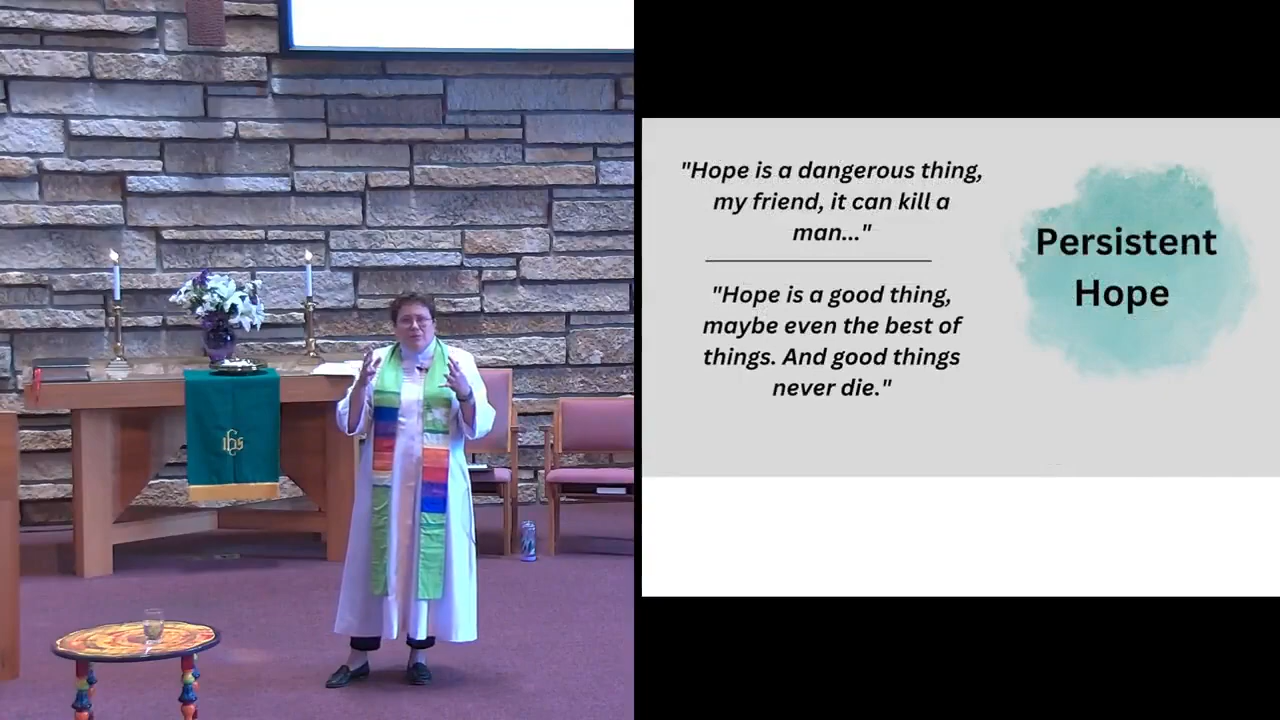 "Hope is a dangerous thing,
my friend, it can kill a
man..."
"Hope is a good thing,
maybe even the best of
things. And good things
never die."
Persistent
Hope
IHS